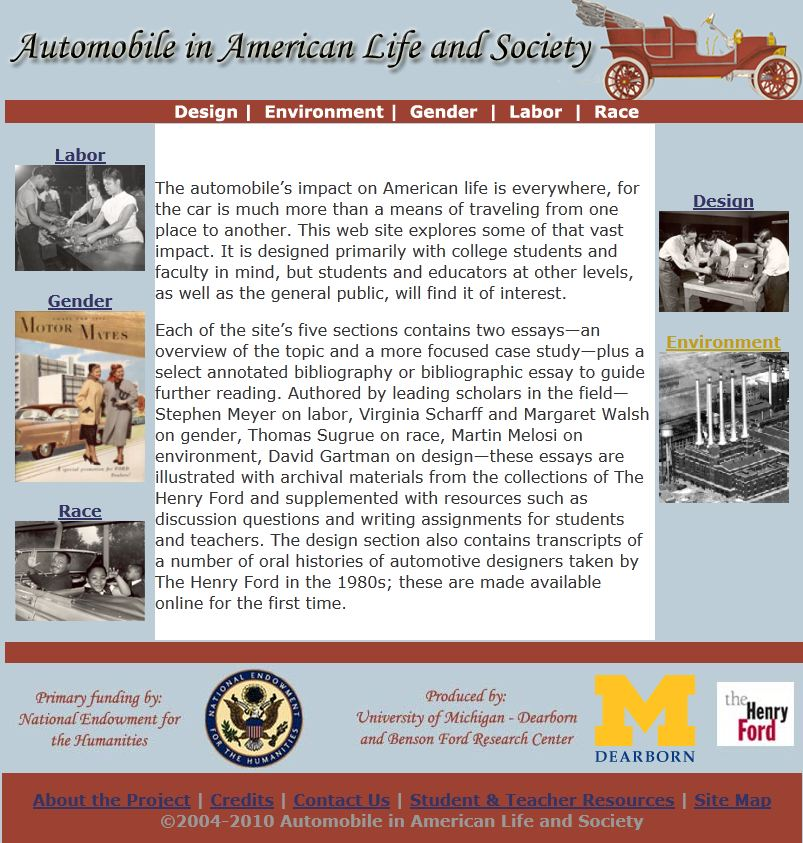 Automobile in American Life and Society
Design | Environment | Gender | Labor | Race
Labor
Gender
MOTOR MATES
A special promotion for FORD
Race
The automobile’s impact on American life is everywhere, for
the car is much more than a means of traveling from one
place to another. This web site explores some of that vast
impact. It is designed primarily with college students and
faculty in mind, but students and educators at other levels,
as well as the general public, will find it of interest.
Each of the site’s five sections contains two essays—an
overview of the topic and a more focused case study—plus a
select annotated bibliography or bibliographic essay to guide
further reading. Authored by leading scholars in the field—
Stephen Meyer on labor, Virginia Scharff and Margaret Walsh
on gender, Thomas Sugrue on race, Martin Melosi on
environment, David Gartman on design—these essays are
illustrated with archival materials from the collections of The
Henry Ford and supplemented with resources such as
discussion questions and writing assignments for students
and teachers. The design section also contains transcripts of
a number of oral histories of automotive designers taken by
The Henry Ford in the 1980s; these are made available
online for the first time.
Design
Environment
Primary funding by:
National Endowment for
the Humanities
NATIONAL ENDOWMENT
FOR THE HUMANITIES
Produced by:
University of Michigan - Dearborn
and Benson Ford Research Center
M
DEARBORN
the
Henry
Ford
About the Project | Credits | Contact Us | Student & Teacher Resources | Site Map
©2004-2010 Automobile in American Life and Society